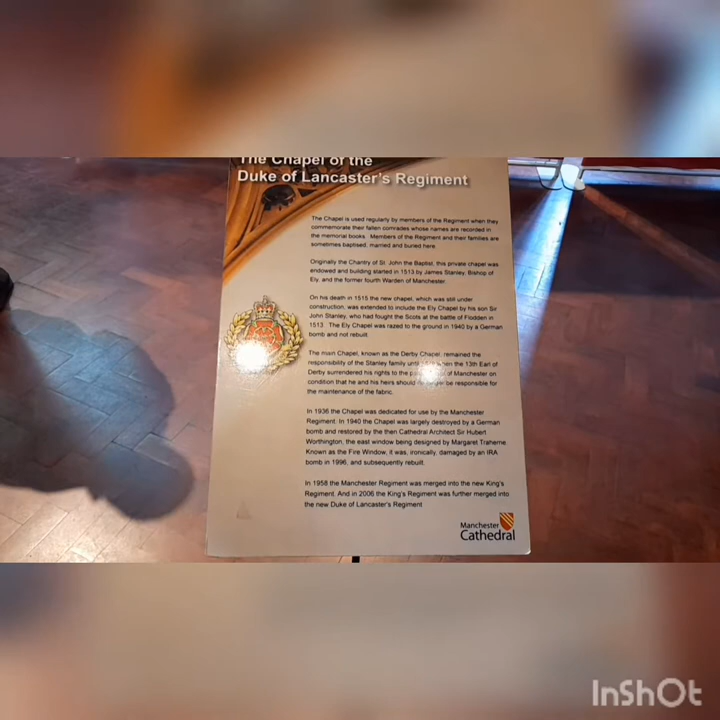 The Chapel of the
Duke of Lancaster's Regiment
The Chapel is used regularly by members of the Regiment when they
commemorate their fallen comrades whose names are recorded in
the memorial books. Members of the Regiment and their families are
sometimes baptised, married and buried here.
Originally the Chantry of St. John the Baptist, this private chapel was
endowed and building started in 1513 by James Stanley, Bishop of
Ely, and the former fourth Warden of Manchester.
On his death in 1515 the new chapel, which was still under
construction, was extended to include the Ely Chapel by his son Sir
John Stanley, who had fought the Scots at the battle of Flodden in
1513. The Ely Chapel was razed to the ground in 1940 by a German
bomb and not rebuilt.
The main Chapel, known as the Derby Chapel, remained the
responsibility of the Stanley family when the 13th Earl of
Derby surrendered his rights to the of Manchester on
condition that he and his heirs should be responsible for
the maintenance of the fabric.
In 1936 the Chapel was dedicated for use by the Manchester
Regiment. In 1940 the Chapel was largely destroyed by a German
bomb and restored by the then Cathedral Architect Sir Hubert
Worthington, the east window being designed by Margaret Traherne
Known as the Fire Window, it was, ironically, damaged by an IRA
bomb in 1996, and subsequently rebuilt.
In 1958 the Manchester Regiment was merged into the new King's
Regiment. And in 2006 the King's Regiment was further merged into
the new Duke of Lancaster's Regiment
Manchester
Cathedral
InShOt